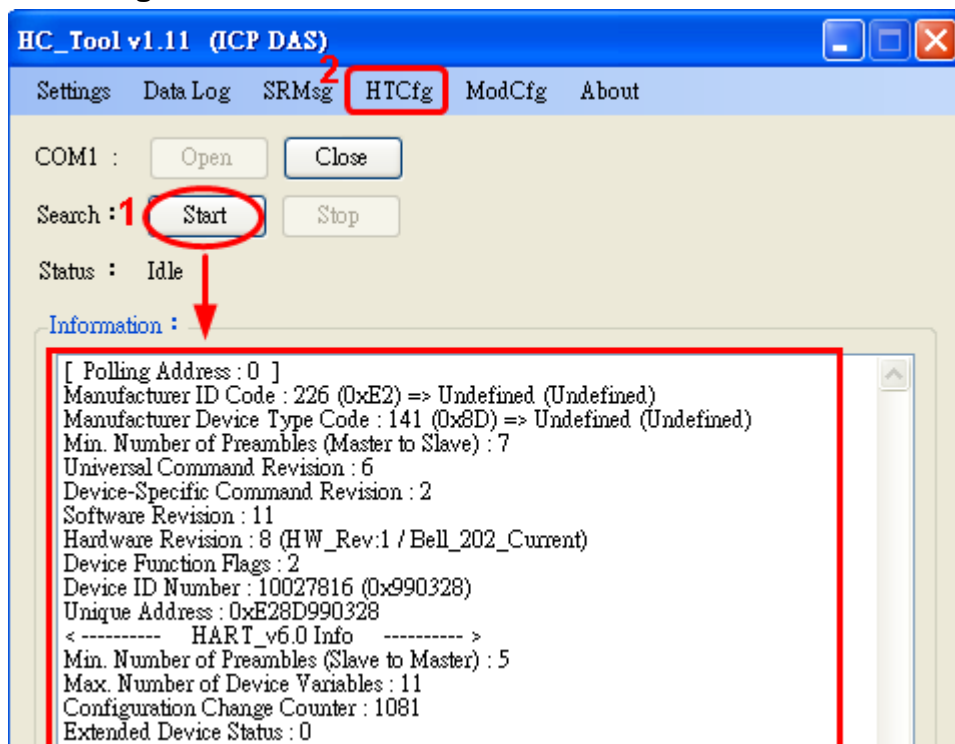 HC_Tool v1.11 (ICP DAS)
2
Settings Data Log SRMsg HTCfg ModCfg About
COM1 : Open Close
Search : 1 Start Stop
Status : Idle
Information :
[ Polling Address : 0 ]
Manufacturer ID Code : 226 (0xE2) => Undefined (Undefined)
Manufacturer Device Type Code : 141 (0x8D) => Undefined (Undefined)
Min. Number of Preambles (Master to Slave) : 7
Universal Command Revision : 6
Device-Specific Command Revision : 2
Software Revision : 11
Hardware Revision : 8 (HW_Rev:1 / Bell_202_Current)
Device Function Flags : 2
Device ID Number : 10027816 (0x990328)
Unique Address : 0xE28D990328
< ---------- HART_v6.0 Info ---------- >
Min. Number of Preambles (Slave to Master) : 5
Max. Number of Device Variables : 11
Configuration Change Counter : 1081
Extended Device Status : 0